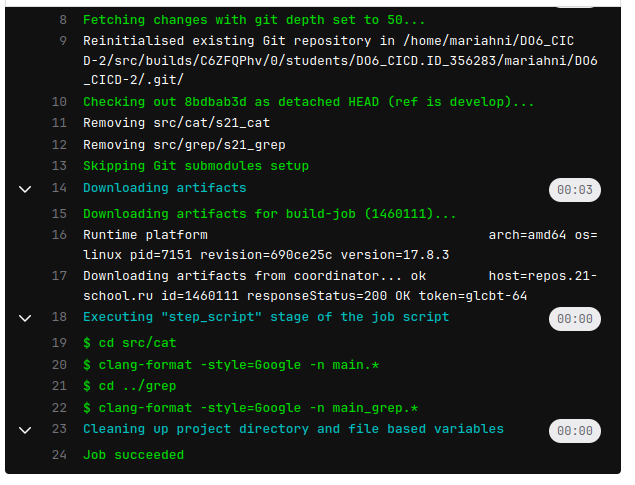 8 Fetching changes with git depth set to 50...
9 Reinitialised existing Git repository in /home/mariahni/DO6_CIC
D-2/src/builds/C6ZFQPhv/0/students/DO6_CICD.ID_356283/mariahni/DO6
_CICD-2/.git/
10 Checking out 8bdbab3d as detached HEAD (ref is develop)...
11 Removing src/cat/s21_cat
12 Removing src/grep/s21_grep
13 Skipping Git submodules setup
14 Downloading artifacts 00:03
15 Downloading artifacts for build-job (1460111)...
16 Runtime platform arch=amd64 os=
linux pid=7151 revision=690ce25c version=17.8.3
17 Downloading artifacts from coordinator... ok host=repos.21-
school.ru id=1460111 responseStatus=200 OK token=glcbt-64
18 Executing "step_script" stage of the job script 00:00
19 $ cd src/cat
20 $ clang-format -style=Google -n main.*
21 $ cd ../grep
22 $ clang-format -style=Google -n main_grep.*
23 Cleaning up project directory and file based variables 00:00
24 Job succeeded